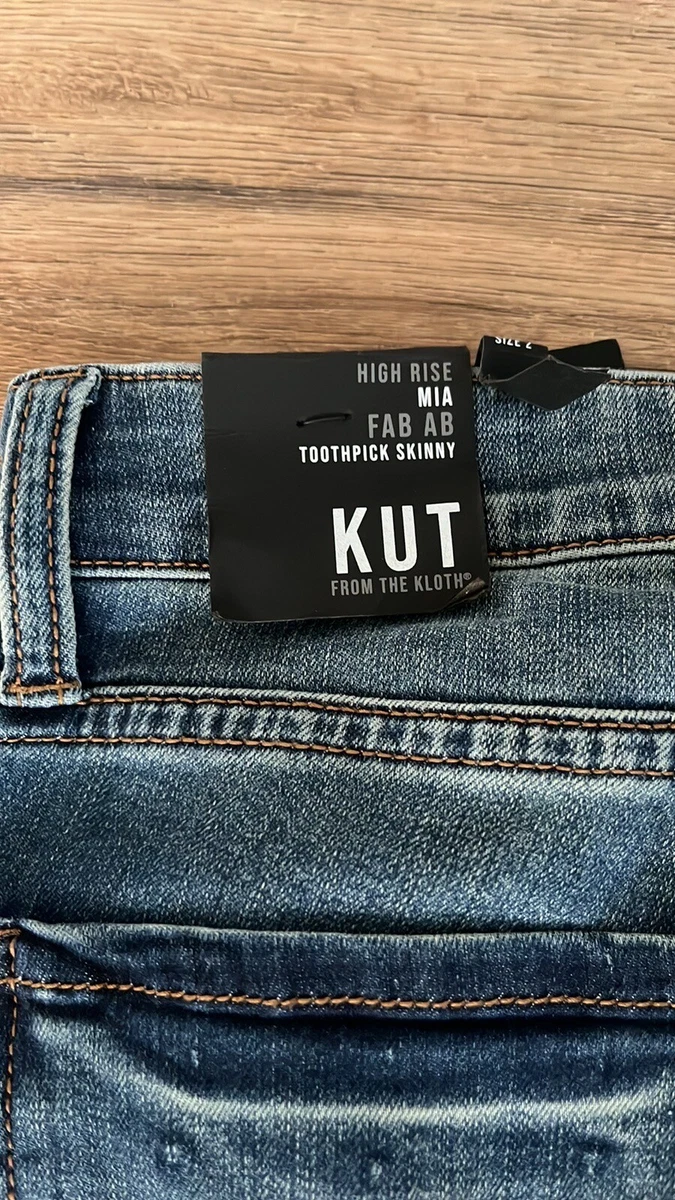 SIZE 2
HIGH RISE
MIA
FAB AB
TOOTHPICK SKINNY
KUT
FROM THE KLOTH®